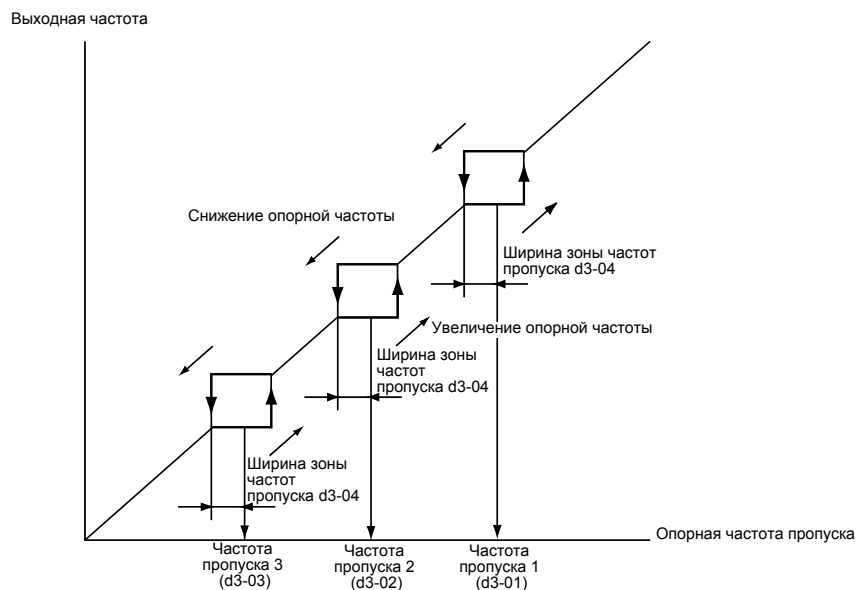 Выходная частота
Снижение опорной частоты
Ширина зоны частот
пропуска d3-04
Увеличение опорной частоты
Ширина зоны
частот
пропуска d3-04
Ширина зоны
частот
пропуска d3-04
Опорная частота пропуска
Частота
пропуска 3
(d3-03)
Частота
пропуска 2
(d3-02)
Частота
пропуска 1
(d3-01)